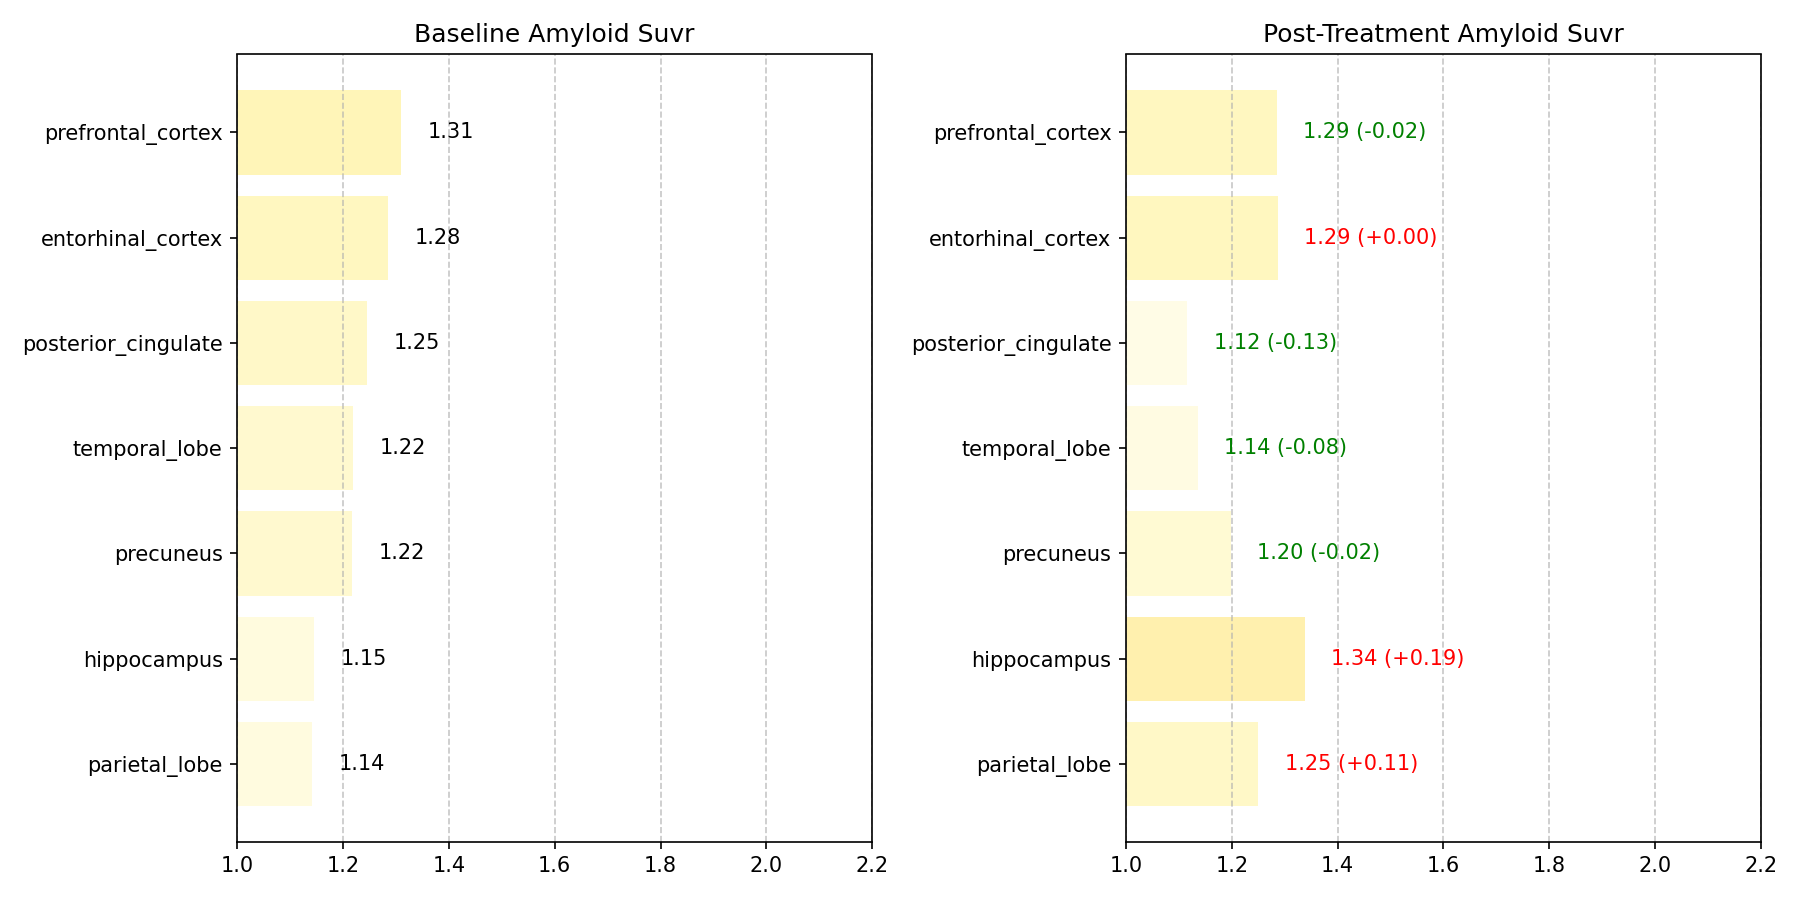 Baseline Amyloid Suvr
prefrontal_cortex 1.31
entorhinal_cortex 1.28
posterior_cingulate 1.25
temporal_lobe 1.22
precuneus 1.22
hippocampus 1.15
parietal_lobe 1.14
1.0 1.2 1.4 1.6 1.8 2.0 2.2
Post-Treatment Amyloid Suvr
prefrontal_cortex 1.29 (-0.02)
entorhinal_cortex 1.29 (+0.00)
posterior_cingulate 1.12 (-0.13)
temporal_lobe 1.14 (-0.08)
precuneus 1.20 (-0.02)
hippocampus 1.34 (+0.19)
parietal_lobe 1.25 (+0.11)
1.0 1.2 1.4 1.6 1.8 2.0 2.2